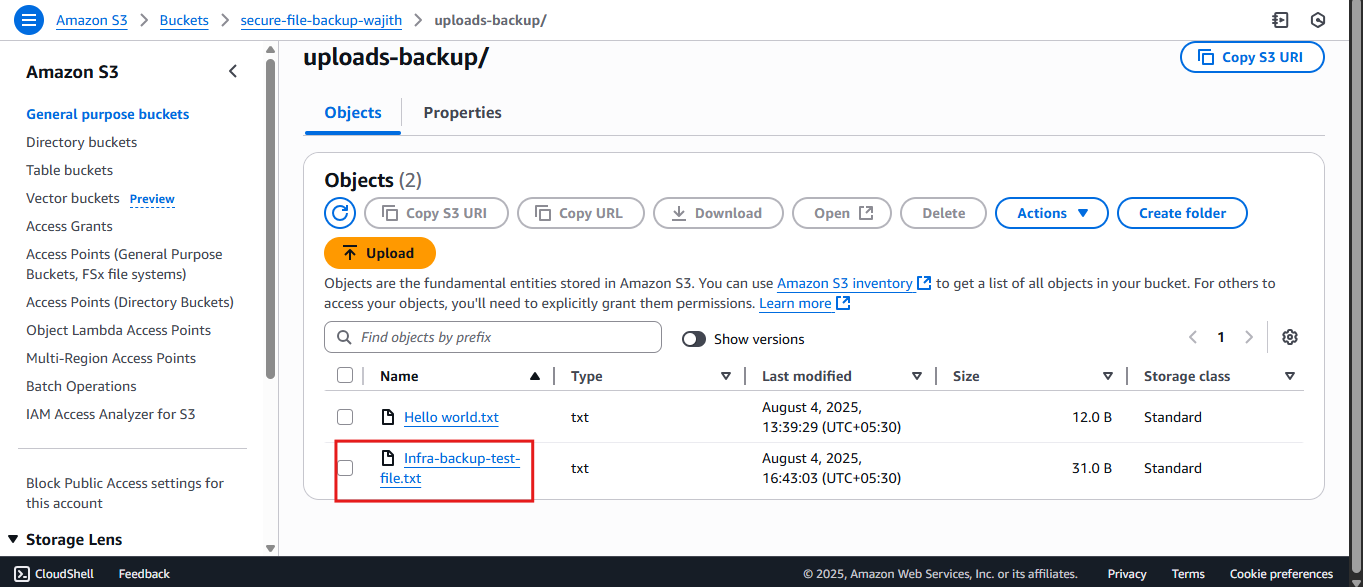 Amazon S3 > Buckets > secure-file-backup-wajith > uploads-backup/
Amazon S3
General purpose buckets
Directory buckets
Table buckets
Vector buckets Preview
Access Grants
Access Points (General Purpose
Buckets, FSx file systems)
Access Points (Directory Buckets)
Object Lambda Access Points
Multi-Region Access Points
Batch Operations
IAM Access Analyzer for S3
Block Public Access settings for
this account
Storage Lens
uploads-backup/
Copy S3 URI
Objects
Properties
Objects (2)
Copy S3 URI
Copy URL
Download
Open
Delete
Actions
Create folder
Upload
Objects are the fundamental entities stored in Amazon S3. You can use Amazon S3 inventory to get a list of all objects in your bucket. For others to
access your objects, you'll need to explicitly grant them permissions. Learn more
Find objects by prefix
Show versions
1
Name
Type
Last modified
Size
Storage class
Hello world.txt
txt
August 4, 2025,
13:39:29 (UTC+05:30)
12.0 B
Standard
Infra-backup-test-
file.txt
txt
August 4, 2025,
16:43:03 (UTC+05:30)
31.0 B
Standard
CloudShell
Feedback
© 2025, Amazon Web Services, Inc. or its affiliates.
Privacy
Terms
Cookie preferences